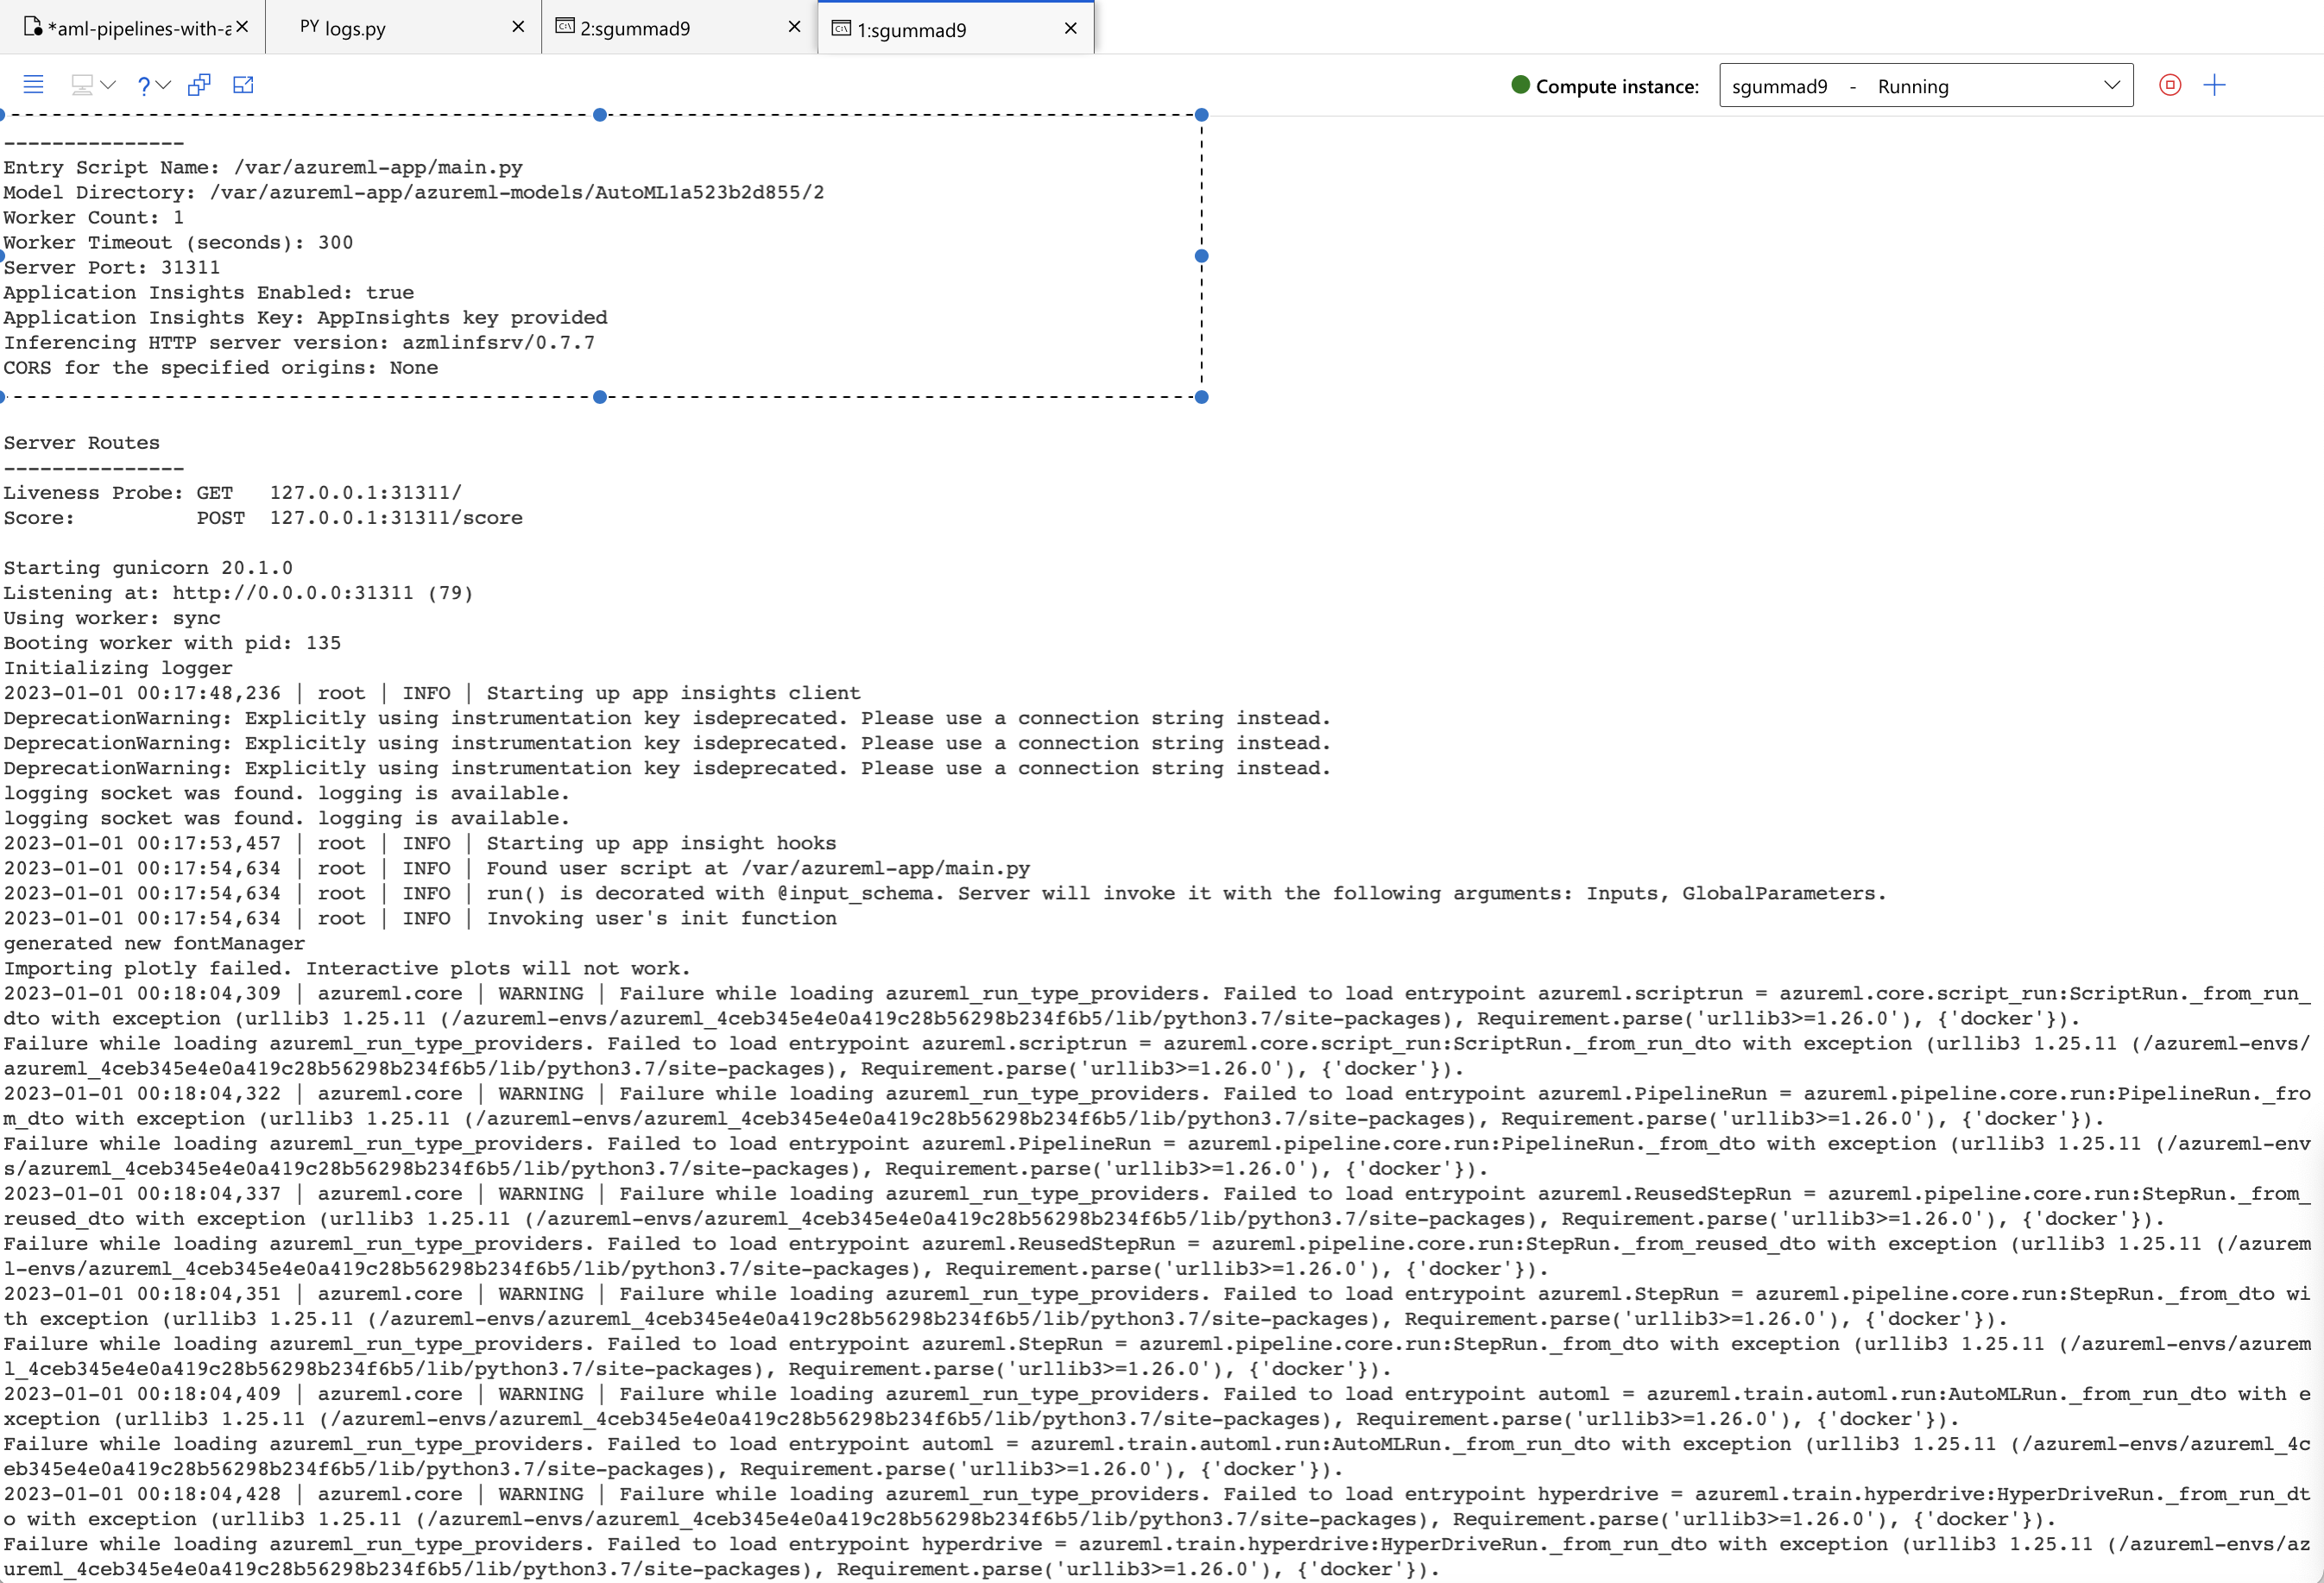 *aml-pipelines-with-a
PY logs.py
2:sgummad9
1:sgummad9
?
Compute instance: sgummad9 - Running
---------------
Entry Script Name: /var/azureml-app/main.py
Model Directory: /var/azureml-app/azureml-models/AutoML1a523b2d855/2
Worker Count: 1
Worker Timeout (seconds): 300
Server Port: 31311
Application Insights Enabled: true
Application Insights Key: AppInsights key provided
Inferencing HTTP server version: azmlinfsrv/0.7.7
CORS for the specified origins: None
Server Routes
---------------
Liveness Probe: GET   127.0.0.1:31311/
Score:          POST  127.0.0.1:31311/score
Starting gunicorn 20.1.0
Listening at: http://0.0.0.0:31311 (79)
Using worker: sync
Booting worker with pid: 135
Initializing logger
2023-01-01 00:17:48,236 | root | INFO | Starting up app insights client
DeprecationWarning: Explicitly using instrumentation key isdeprecated. Please use a connection string instead.
DeprecationWarning: Explicitly using instrumentation key isdeprecated. Please use a connection string instead.
DeprecationWarning: Explicitly using instrumentation key isdeprecated. Please use a connection string instead.
logging socket was found. logging is available.
logging socket was found. logging is available.
2023-01-01 00:17:53,457 | root | INFO | Starting up app insight hooks
2023-01-01 00:17:54,634 | root | INFO | Found user script at /var/azureml-app/main.py
2023-01-01 00:17:54,634 | root | INFO | run() is decorated with @input_schema. Server will invoke it with the following arguments: Inputs, GlobalParameters.
2023-01-01 00:17:54,634 | root | INFO | Invoking user's init function
generated new fontManager
Importing plotly failed. Interactive plots will not work.
2023-01-01 00:18:04,309 | azureml.core | WARNING | Failure while loading azureml_run_type_providers. Failed to load entrypoint azureml.scriptrun = azureml.core.script_run:ScriptRun._from_run_
dto with exception (urllib3 1.25.11 (/azureml-envs/azureml_4ceb345e4e0a419c28b56298b234f6b5/lib/python3.7/site-packages), Requirement.parse('urllib3>=1.26.0'), {'docker'}).
Failure while loading azureml_run_type_providers. Failed to load entrypoint azureml.scriptrun = azureml.core.script_run:ScriptRun._from_run_dto with exception (urllib3 1.25.11 (/azureml-envs/
azureml_4ceb345e4e0a419c28b56298b234f6b5/lib/python3.7/site-packages), Requirement.parse('urllib3>=1.26.0'), {'docker'}).
2023-01-01 00:18:04,322 | azureml.core | WARNING | Failure while loading azureml_run_type_providers. Failed to load entrypoint azureml.PipelineRun = azureml.pipeline.core.run:PipelineRun._fro
m_dto with exception (urllib3 1.25.11 (/azureml-envs/azureml_4ceb345e4e0a419c28b56298b234f6b5/lib/python3.7/site-packages), Requirement.parse('urllib3>=1.26.0'), {'docker'}).
Failure while loading azureml_run_type_providers. Failed to load entrypoint azureml.PipelineRun = azureml.pipeline.core.run:PipelineRun._from_dto with exception (urllib3 1.25.11 (/azureml-env
s/azureml_4ceb345e4e0a419c28b56298b234f6b5/lib/python3.7/site-packages), Requirement.parse('urllib3>=1.26.0'), {'docker'}).
2023-01-01 00:18:04,337 | azureml.core | WARNING | Failure while loading azureml_run_type_providers. Failed to load entrypoint azureml.ReusedStepRun = azureml.pipeline.core.run:StepRun._from_
reused_dto with exception (urllib3 1.25.11 (/azureml-envs/azureml_4ceb345e4e0a419c28b56298b234f6b5/lib/python3.7/site-packages), Requirement.parse('urllib3>=1.26.0'), {'docker'}).
Failure while loading azureml_run_type_providers. Failed to load entrypoint azureml.ReusedStepRun = azureml.pipeline.core.run:StepRun._from_reused_dto with exception (urllib3 1.25.11 (/azurem
l-envs/azureml_4ceb345e4e0a419c28b56298b234f6b5/lib/python3.7/site-packages), Requirement.parse('urllib3>=1.26.0'), {'docker'}).
2023-01-01 00:18:04,351 | azureml.core | WARNING | Failure while loading azureml_run_type_providers. Failed to load entrypoint azureml.StepRun = azureml.pipeline.core.run:StepRun._from_dto wi
th exception (urllib3 1.25.11 (/azureml-envs/azureml_4ceb345e4e0a419c28b56298b234f6b5/lib/python3.7/site-packages), Requirement.parse('urllib3>=1.26.0'), {'docker'}).
Failure while loading azureml_run_type_providers. Failed to load entrypoint azureml.StepRun = azureml.pipeline.core.run:StepRun._from_dto with exception (urllib3 1.25.11 (/azureml-envs/azurem
l_4ceb345e4e0a419c28b56298b234f6b5/lib/python3.7/site-packages), Requirement.parse('urllib3>=1.26.0'), {'docker'}).
2023-01-01 00:18:04,409 | azureml.core | WARNING | Failure while loading azureml_run_type_providers. Failed to load entrypoint automl = azureml.train.automl.run:AutoMLRun._from_run_dto with e
xception (urllib3 1.25.11 (/azureml-envs/azureml_4ceb345e4e0a419c28b56298b234f6b5/lib/python3.7/site-packages), Requirement.parse('urllib3>=1.26.0'), {'docker'}).
Failure while loading azureml_run_type_providers. Failed to load entrypoint automl = azureml.train.automl.run:AutoMLRun._from_run_dto with exception (urllib3 1.25.11 (/azureml-envs/azureml_4c
eb345e4e0a419c28b56298b234f6b5/lib/python3.7/site-packages), Requirement.parse('urllib3>=1.26.0'), {'docker'}).
2023-01-01 00:18:04,428 | azureml.core | WARNING | Failure while loading azureml_run_type_providers. Failed to load entrypoint hyperdrive = azureml.train.hyperdrive:HyperDriveRun._from_run_dt
o with exception (urllib3 1.25.11 (/azureml-envs/azureml_4ceb345e4e0a419c28b56298b234f6b5/lib/python3.7/site-packages), Requirement.parse('urllib3>=1.26.0'), {'docker'}).
Failure while loading azureml_run_type_providers. Failed to load entrypoint hyperdrive = azureml.train.hyperdrive:HyperDriveRun._from_run_dto with exception (urllib3 1.25.11 (/azureml-envs/az
ureml_4ceb345e4e0a419c28b56298b234f6b5/lib/python3.7/site-packages), Requirement.parse('urllib3>=1.26.0'), {'docker'}).